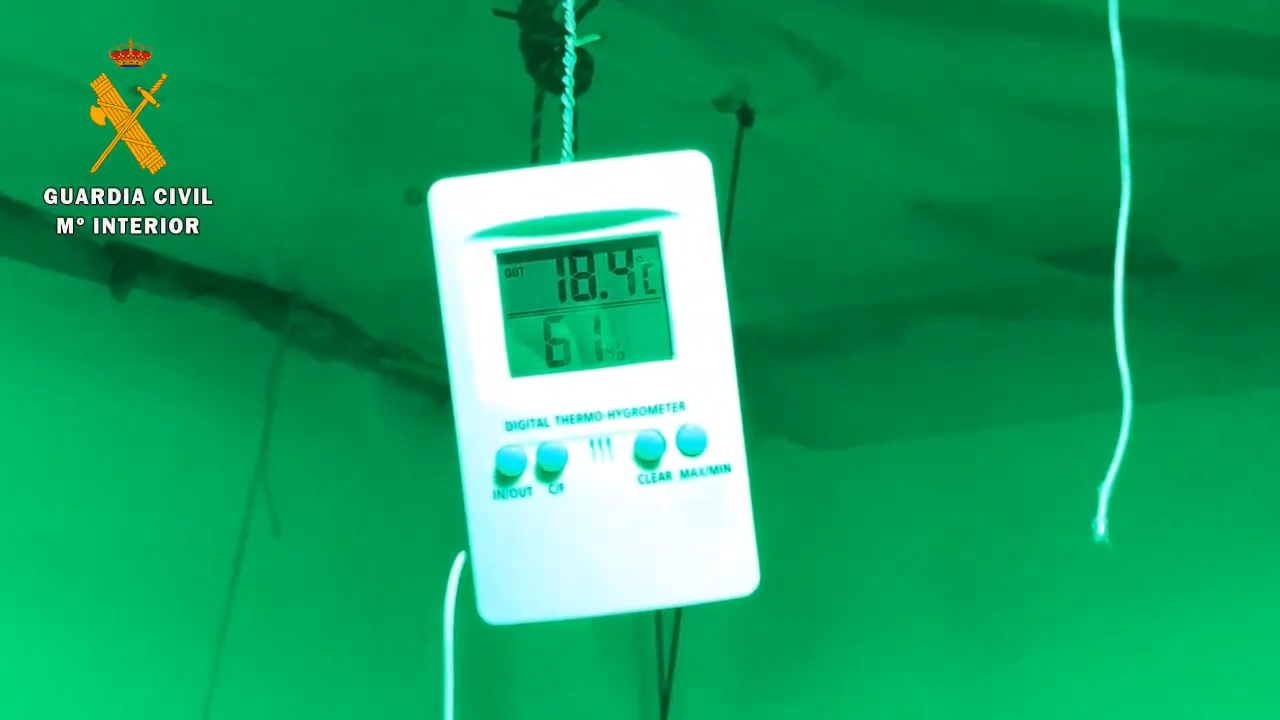 GUARDIA CIVIL
Mº INTERIOR
OUT 18.4°C
61%
DIGITAL THERMO-HYGROMETER
IN/OUT C/F CLEAR MAX/MIN